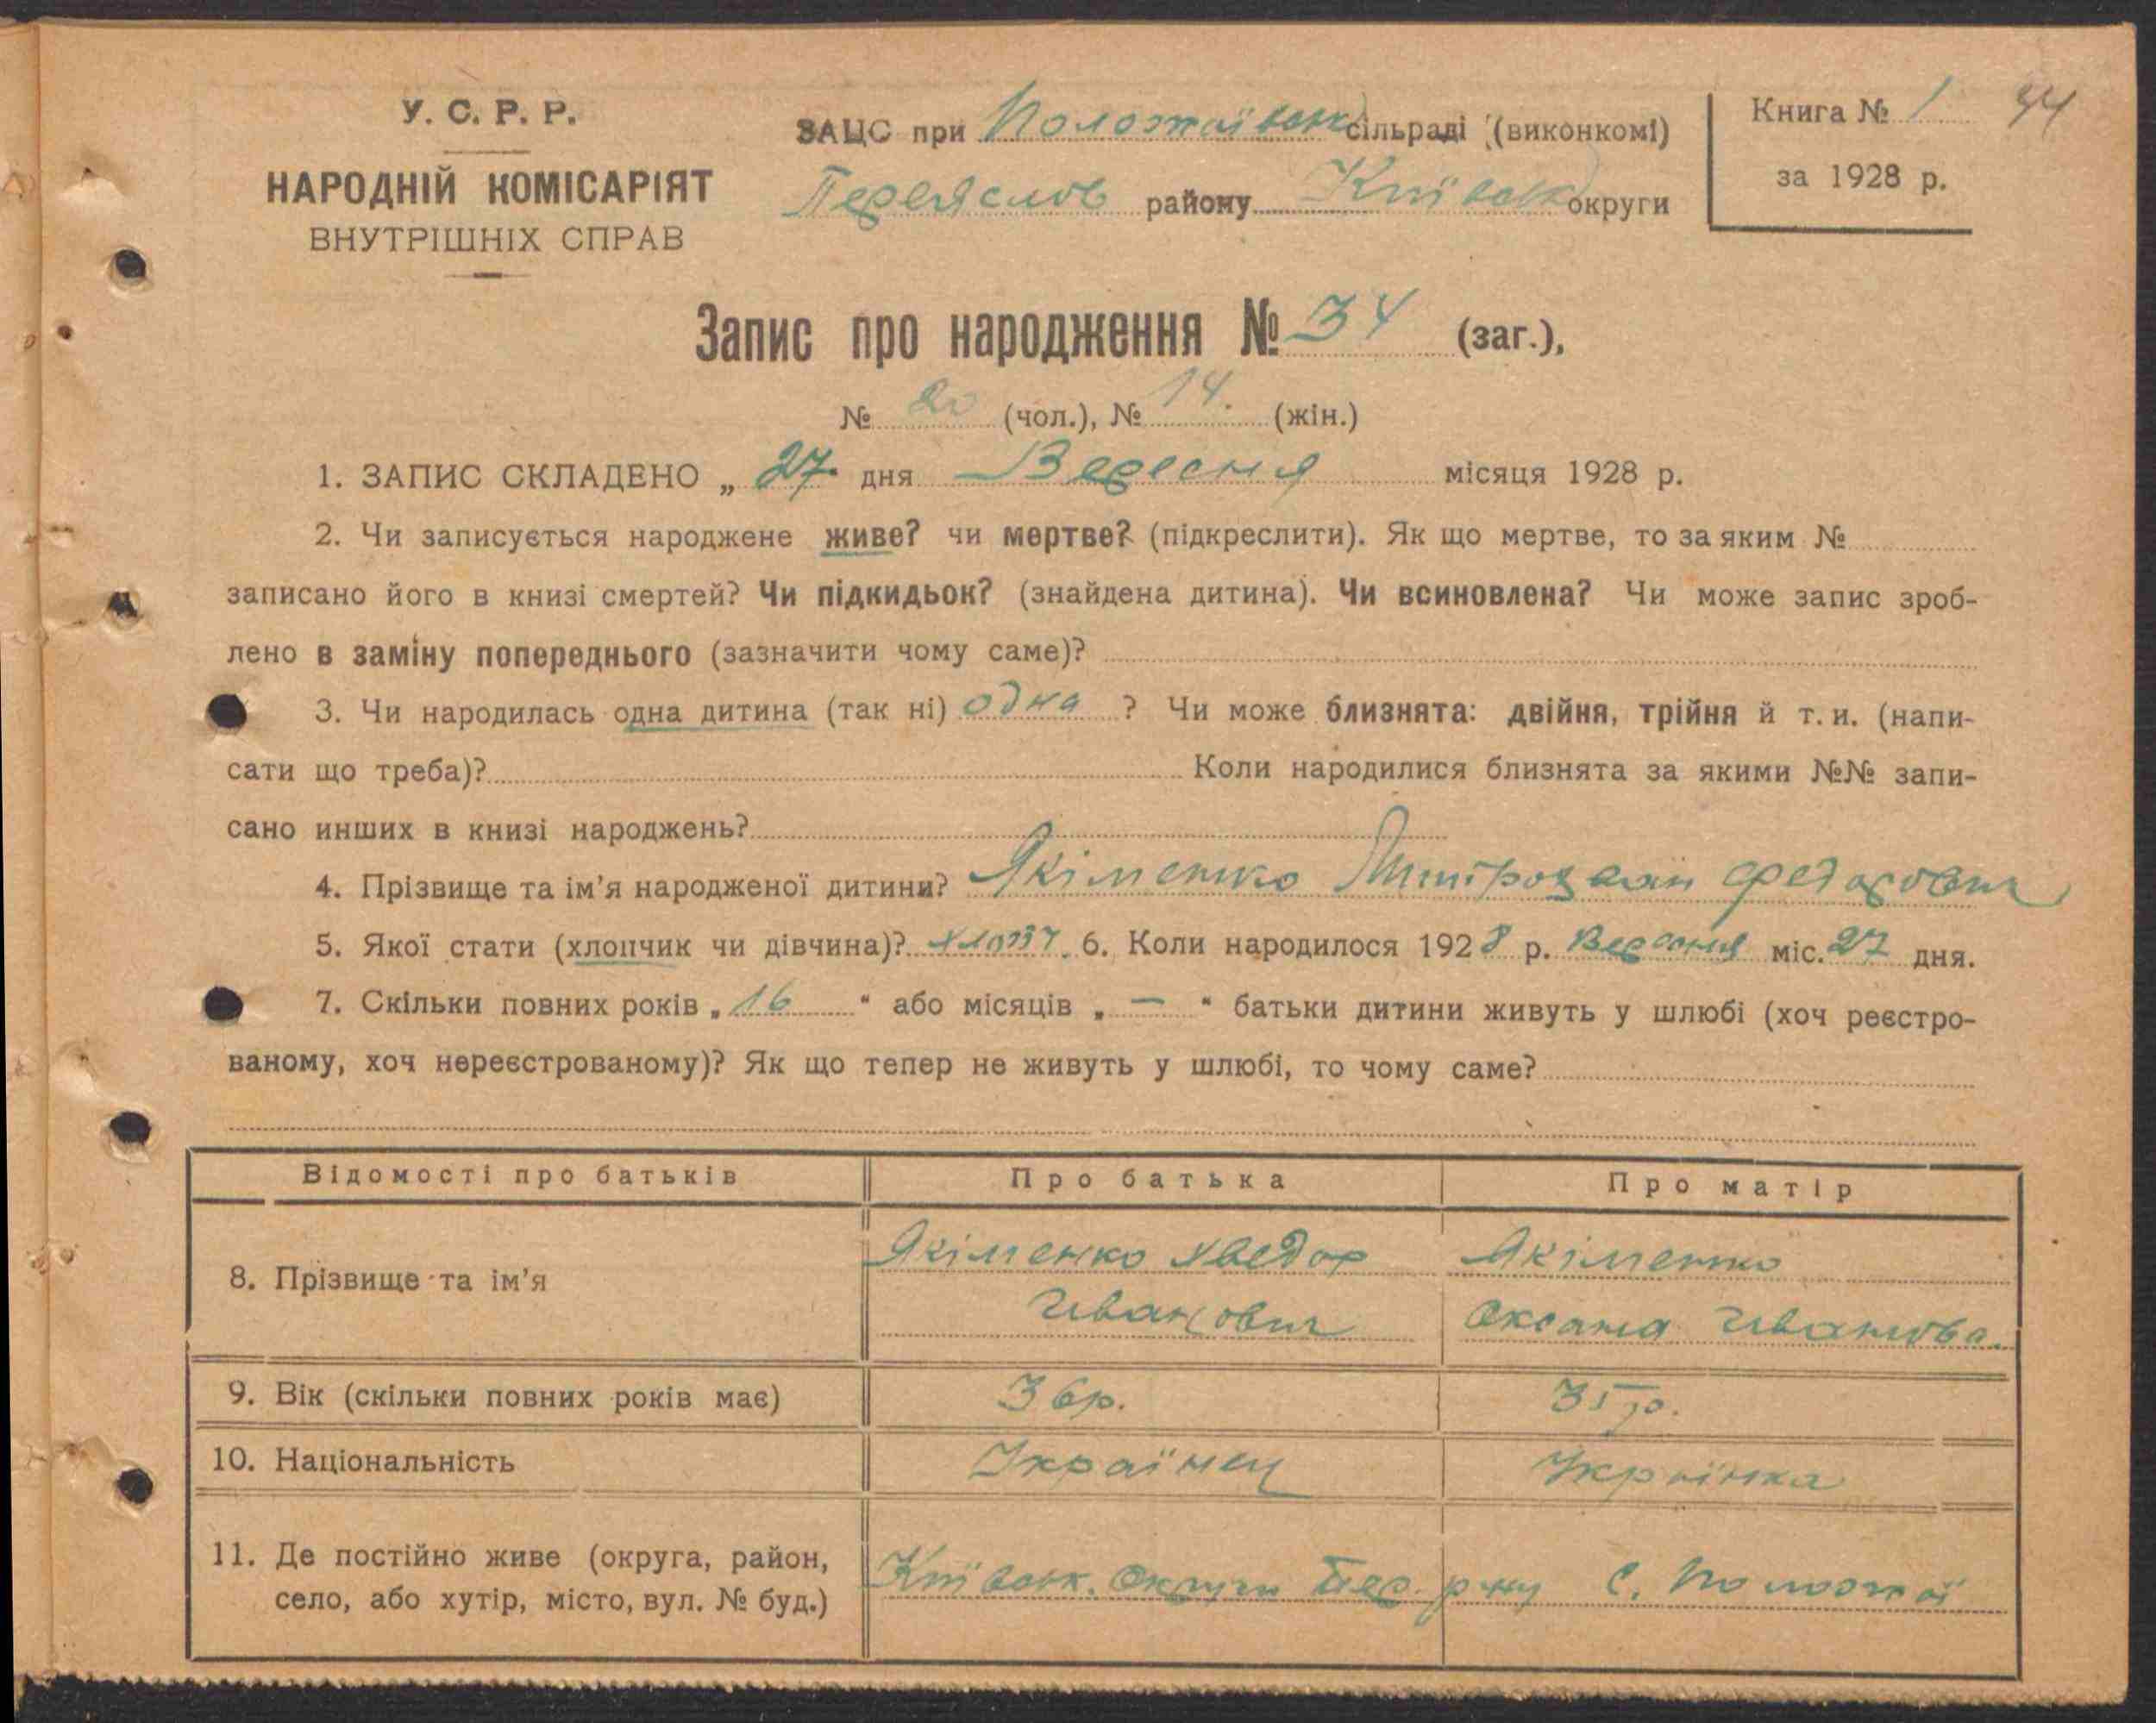 У. С. Р. Р.
НАРОДНІЙ КОМІСАРІЯТ
ВНУТРІШНІХ СПРАВ
ЗАЦС при Положаївськ сільраді (виконкомі)
Переяслов району Київськ округи
Книга № 1 44
за 1928 р.
Запис про народження № 34 (заг.),
№ 20 (чол.), № 14. (жін.)
1. ЗАПИС СКЛАДЕНО „ 27 дня Вересня місяця 1928 р.
2. Чи записується народжене живе? чи мертве? (підкреслити). Як що мертве, то за яким №
записано його в книзі смертей? Чи підкидьок? (знайдена дитина). Чи всиновлена? Чи може запис зроб-
лено в заміну попереднього (зазначити чому саме)?
3. Чи народилась одна дитина (так ні) одна ? Чи може близнята: двійня, трійня й т. и. (напи-
сати що треба)? Коли народилися близнята за якими №№ запи-
сано инших в книзі народжень?
4. Прізвище та ім'я народженої дитини? Якіменко Федорович
5. Якої стати (хлопчик чи дівчина)? 6. Коли народилося 1928 р. Вересня міс. 27 дня.
7. Скільки повних років „ 16 " або місяців „ — " батьки дитини живуть у шлюбі (хоч реєстро-
ваному, хоч нереєстрованому)? Як що тепер не живуть у шлюбі, то чому саме?
Відомості про батьків Про батька Про матір
8. Прізвище та ім'я
Якіменко Хведор
Иванович
Якіменко
Оксана Иванова.
9. Вік (скільки повних років має) 36р. 35р.
10. Національність Українец Українка
11. Де постійно живе (округа, район,
село, або хутір, місто, вул. № буд.)
Київськ. Округи Пер. р-ну С. Положаї